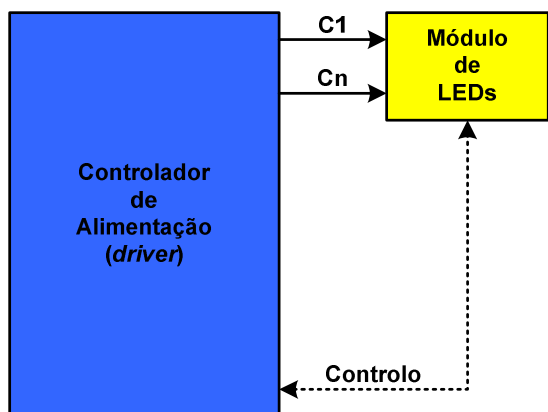 C1
Cn
Módulo
de
LEDs
Controlador
de
Alimentação
(driver)
Controlo